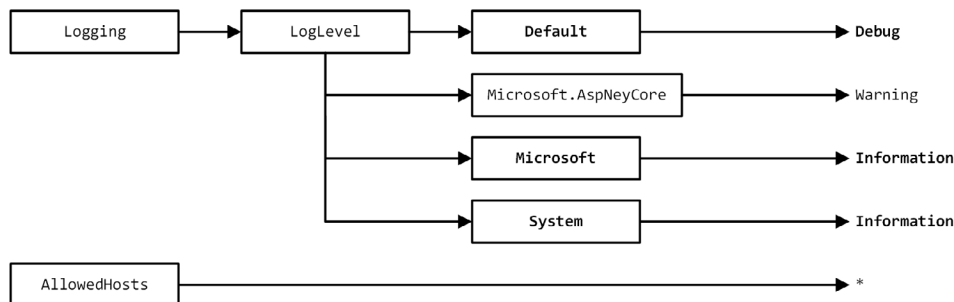 Logging LogLevel Default Debug
Microsoft.AspNeyCore Warning
Microsoft Information
System Information
AllowedHosts *